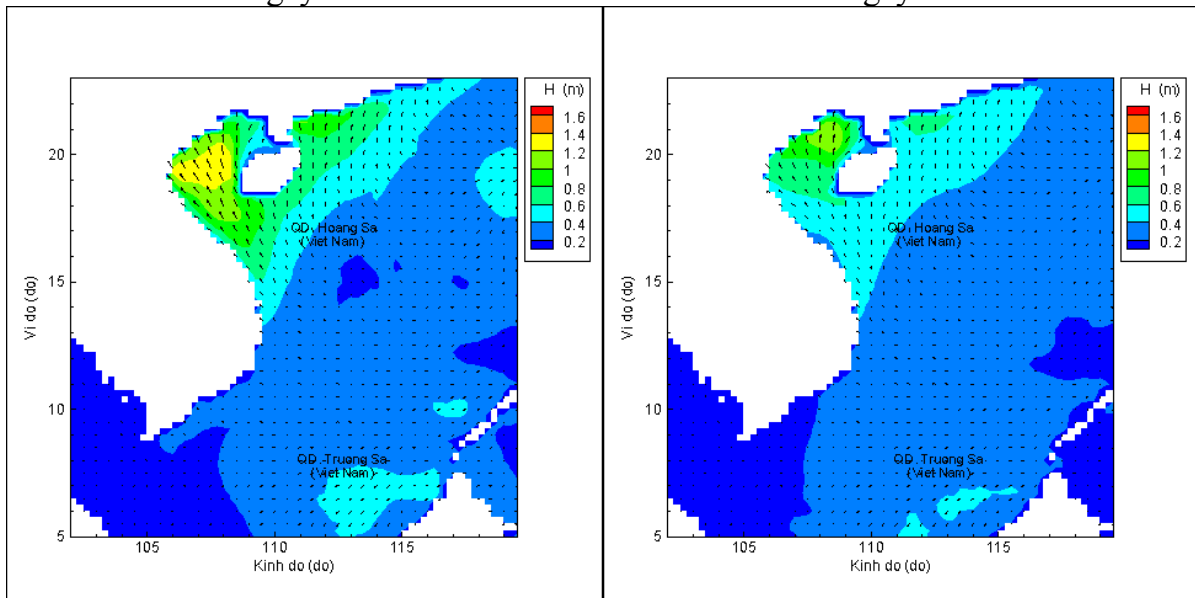 H (m)
1.6
1.4
1.2
1
0.8
0.6
0.4
0.2
20
15
10
5
Vi do (do)
QD. Hoang Sa
(Viet Nam)
QD. Truong Sa
(Viet Nam)
105
110
115
Kinh do (do)
H (m)
1.6
1.4
1.2
1
0.8
0.6
0.4
0.2
20
15
10
5
Vi do (do)
QD. Hoang Sa
(Viet Nam)
QD. Truong Sa
(Viet Nam)
105
110
115
Kinh do (do)